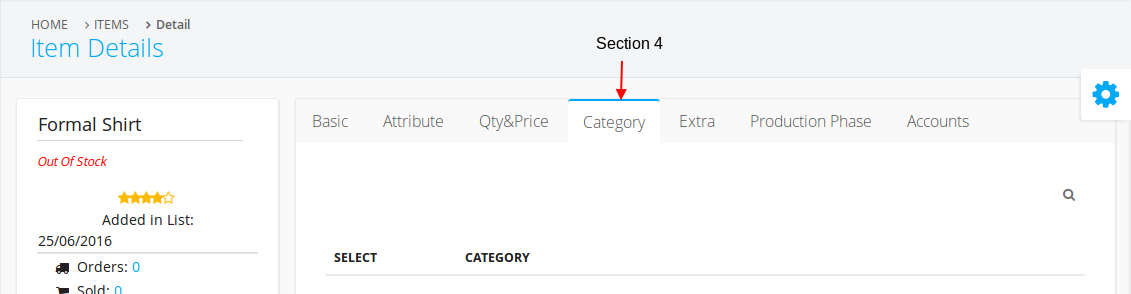 HOME > ITEMS > Detail
Item Details
Section 4
Formal Shirt
Out Of Stock
Added in List:
25/06/2016
Orders: 0
Sold: 0
Basic Attribute Qty&Price Category Extra Production Phase Accounts
SELECT CATEGORY